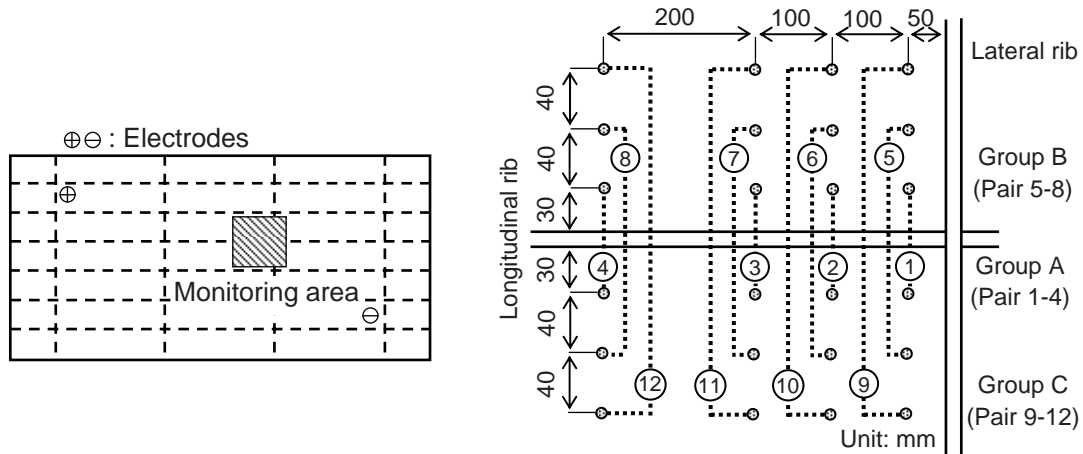 ⊕⊖ : Electrodes
Monitoring area
200
100
100
50
Lateral rib
40
40
30
30
40
40
Longitudinal rib
8
7
6
5
Group B
(Pair 5-8)
4
3
2
1
Group A
(Pair 1-4)
12
11
10
9
Group C
(Pair 9-12)
Unit: mm